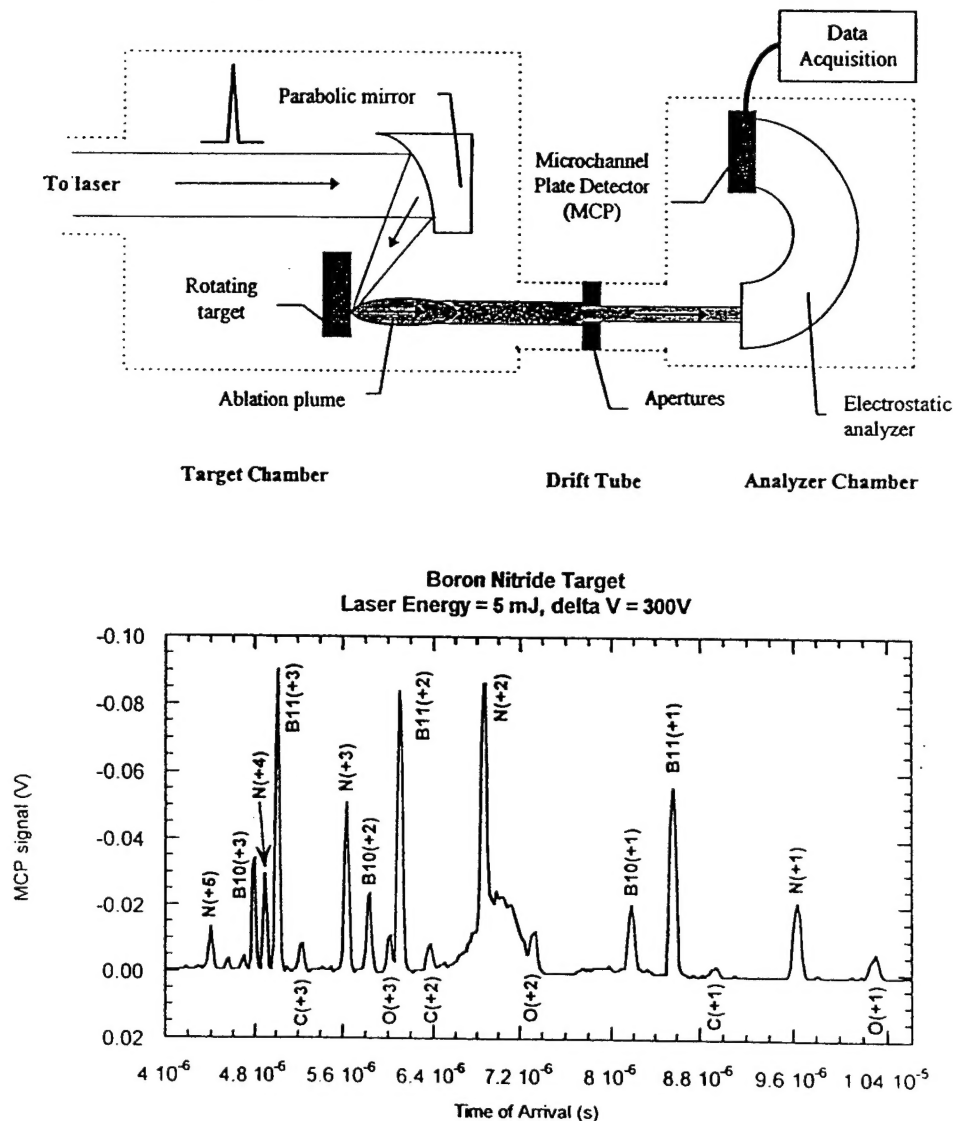 Data
Acquisition
Parabolic mirror
Microchannel
Plate Detector
(MCP)
To laser
Rotating
target
Ablation plume
Apertures
Electrostatic
analyzer
Target Chamber
Drift Tube
Analyzer Chamber
Boron Nitride Target
Laser Energy = 5 mJ, delta V = 300V
MCP signal (V)
-0.10
-0.08
-0.06
-0.04
-0.02
0.00
0.02
N(+5)
B10(+3)
N(+4)
B11(+3)
C(+3)
N(+3)
B10(+2)
O(+3)
B11(+2)
C(+2)
N(+2)
O(+2)
B10(+1)
B11(+1)
C(+1)
N(+1)
O(+1)
4 10-6
4.8 10-6
5.6 10-6
6.4 10-6
7.2 10-6
8 10-6
8.8 10-6
9.6 10-6
1 04 10-5
Time of Arrival (s)